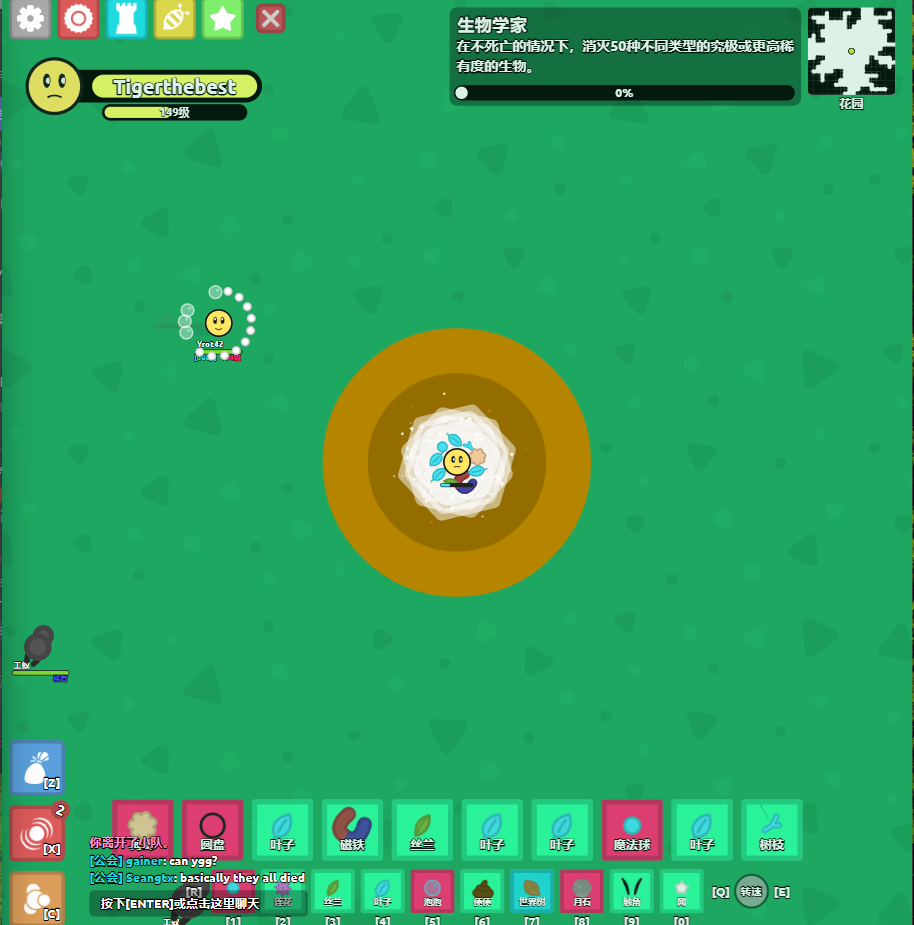 生物学家
在不死亡的情况下，消灭50种不同类型的究极或更高稀
有度的生物。
0%
花园
Tigerthebest
149级
Yrot42
工蚁
[Z]
2
[X]
[C]
圆盘
叶子
磁铁
丝兰
叶子
叶子
魔法球
叶子
树枝
你离开了小队。
[公会] gainer: can ygg?
[公会] Seangtx: basically they all died
[R]
按下[ENTER]或点击这里聊天
莲花
丝兰
叶子
泡泡
便便
世界树
月石
触角
网
[Q]
转速
[E]
[1]
[2]
[3]
[4]
[5]
[6]
[7]
[8]
[9]
[0]